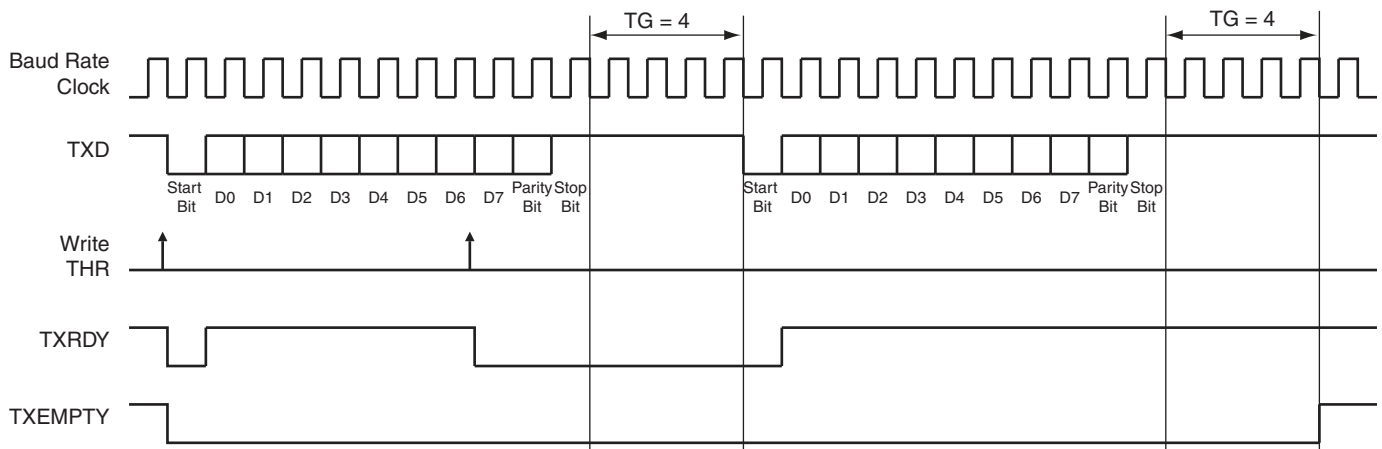 TG = 4
TG = 4
Baud Rate
Clock
TXD
Start
Bit
D0
D1
D2
D3
D4
D5
D6
D7
Parity
Bit
Stop
Bit
Start
Bit
D0
D1
D2
D3
D4
D5
D6
D7
Parity
Bit
Stop
Bit
Write
THR
TXRDY
TXEMPTY